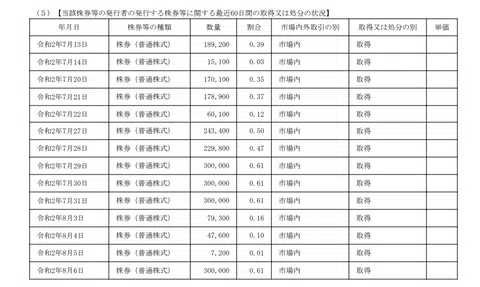 （５）【当該株券等の発行者の発行する株券等に関する最近60日間の取得又は処分の状況】
年月日 株券等の種類 数量 割合 市場内外取引の別 取得又は処分の別 単価
令和2年7月13日 株券（普通株式） 189,200 0.39 市場内 取得
令和2年7月14日 株券（普通株式） 15,100 0.03 市場内 取得
令和2年7月20日 株券（普通株式） 170,100 0.35 市場内 取得
令和2年7月21日 株券（普通株式） 178,900 0.37 市場内 取得
令和2年7月22日 株券（普通株式） 60,100 0.12 市場内 取得
令和2年7月27日 株券（普通株式） 243,400 0.50 市場内 取得
令和2年7月28日 株券（普通株式） 229,800 0.47 市場内 取得
令和2年7月29日 株券（普通株式） 300,000 0.61 市場内 取得
令和2年7月30日 株券（普通株式） 300,000 0.61 市場内 取得
令和2年7月31日 株券（普通株式） 300,000 0.61 市場内 取得
令和2年8月3日 株券（普通株式） 79,300 0.16 市場内 取得
令和2年8月4日 株券（普通株式） 47,600 0.10 市場内 取得
令和2年8月5日 株券（普通株式） 7,200 0.01 市場内 取得
令和2年8月6日 株券（普通株式） 300,000 0.61 市場内 取得